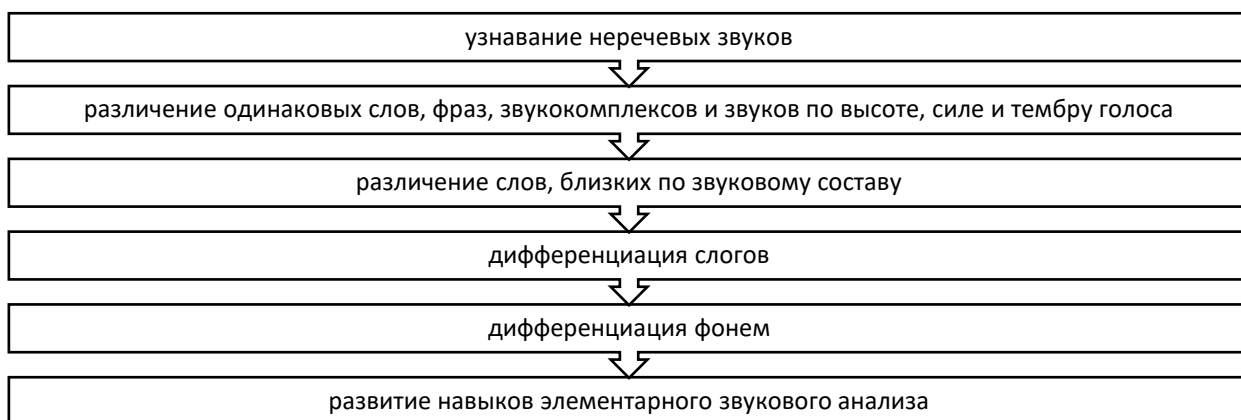 узнавание неречевых звуков
различение одинаковых слов, фраз, звукокомплексов и звуков по высоте, силе и тембру голоса
различение слов, близких по звуковому составу
дифференциация слогов
дифференциация фонем
развитие навыков элементарного звукового анализа